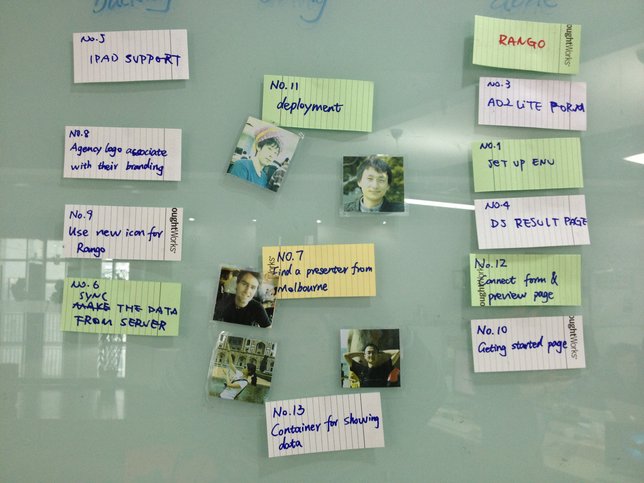 doing
done
No.5
IPAD SUPPORT
No.8
Agency logo associate
with their branding
No.9
Use new icon for
Rango
oughtWorks
No.6
SYNC
MAKE THE DATA
FROM SERVER
No.11
deployment
No.7
Find a presenter from
Melbourne
Works
No.13
Container for showing
data
RANGO
oughtWorks
No.3
AD2 LITE FORM
No.1
SET UP ENV
No.4
DS RESULT PAGE
No.12
Connect form &
preview page
oughtWorks
No.10
Geting started page
oughtWorks